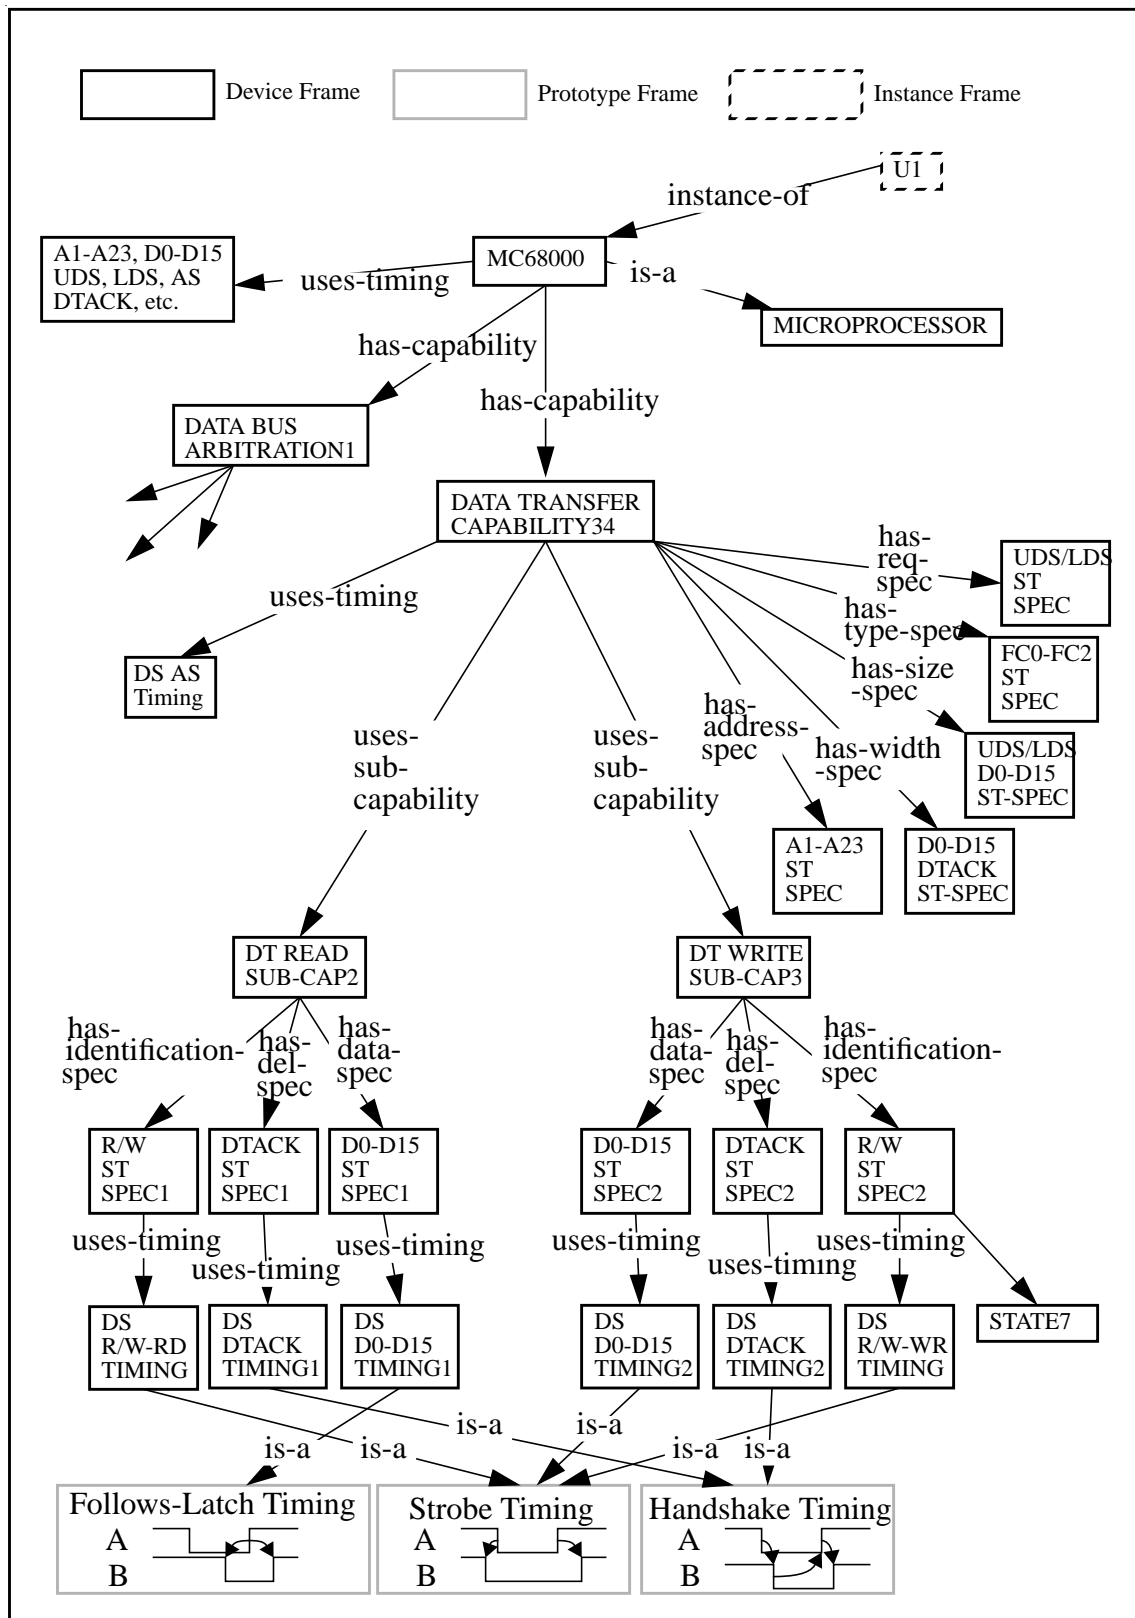 Device Frame
Prototype Frame
Instance Frame
U1
instance-of
A1-A23, D0-D15
UDS, LDS, AS
DTACK, etc.
uses-timing
MC68000
is-a
MICROPROCESSOR
has-capability
has-capability
DATA BUS
ARBITRATION1
DATA TRANSFER
CAPABILITY34
has-
req-
spec
UDS/LDS
ST
SPEC
uses-timing
has-
type-spec
FC0-FC2
ST
SPEC
DS AS
Timing
has-size
-spec
has-
address-
spec
UDS/LDS
D0-D15
ST-SPEC
uses-
sub-
capability
uses-
sub-
capability
has-width
-spec
A1-A23
ST
SPEC
D0-D15
DTACK
ST-SPEC
DT READ
SUB-CAP2
DT WRITE
SUB-CAP3
has-
identification-
spec
has-
del-
spec
has-
data-
spec
has-
data-
spec
has-
del-
spec
has-
identification-
spec
R/W
ST
SPEC1
DTACK
ST
SPEC1
D0-D15
ST
SPEC1
D0-D15
ST
SPEC2
DTACK
ST
SPEC2
R/W
ST
SPEC2
uses-timing
uses-timing
uses-timing
uses-timing
uses-timing
uses-timing
DS
R/W-RD
TIMING
DS
DTACK
TIMING1
DS
D0-D15
TIMING1
DS
D0-D15
TIMING2
DS
DTACK
TIMING2
DS
R/W-WR
TIMING
STATE7
is-a
is-a
is-a
is-a
is-a
is-a
Follows-Latch Timing
A
B
Strobe Timing
A
B
Handshake Timing
A
B